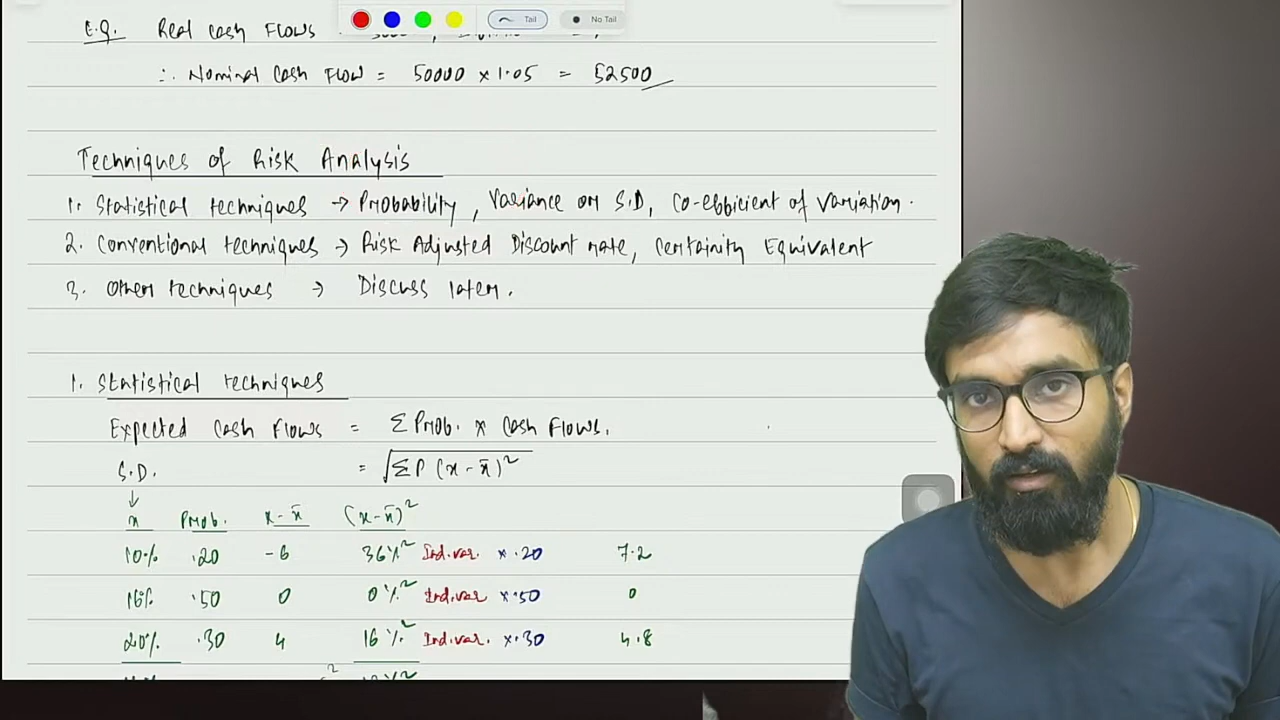 Tail No Tail
E.g. Real cash Flows
∴ Nominal cash Flow = 50000 × 1.05 = 52500
Techniques of Risk Analysis
1. Statistical techniques → Probability, Variance or S.D, Co-efficient of Variation.
2. Conventional techniques → Risk Adjusted Discount rate, Certainity Equivalent
3. Other techniques → Discuss later.
1. Statistical techniques
Expected Cash Flows = Σ Prob. × Cash Flows.
S.D. = √ΣP (x - x̄)²
↓
x Prob. x - x̄ (x - x̄)²
10% .20 -6 36%² Ind.var. × .20 7.2
16% .50 0 0%² Ind.var × .50 0
20% .30 4 16%² Ind.var. × .30 4.8